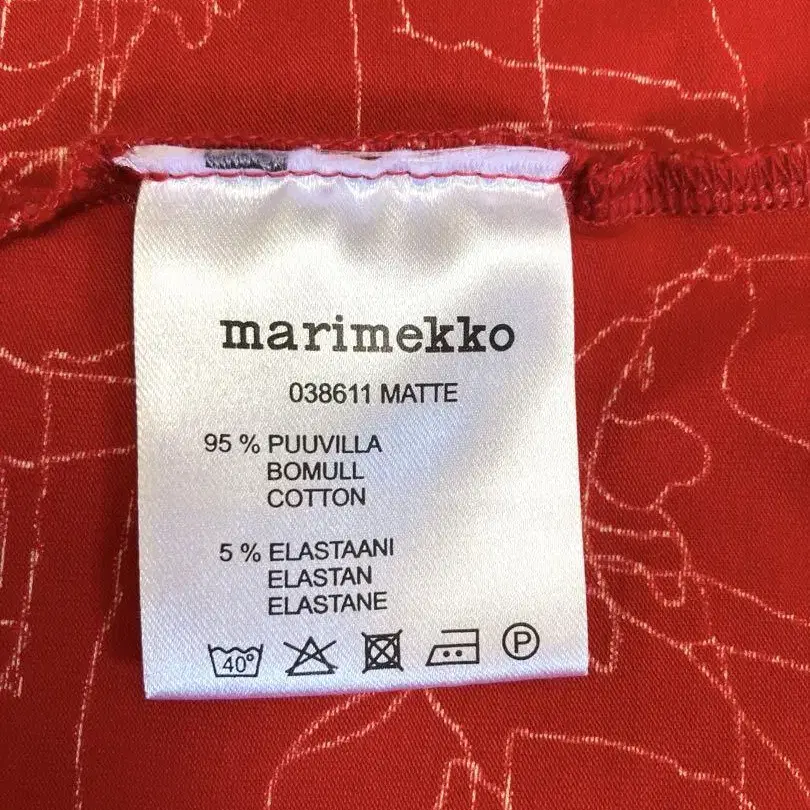 marimekko
038611 MATTE
95 % PUUVILLA
BOMULL
COTTON
5 % ELASTAANI
ELASTAN
ELASTANE
40°
P